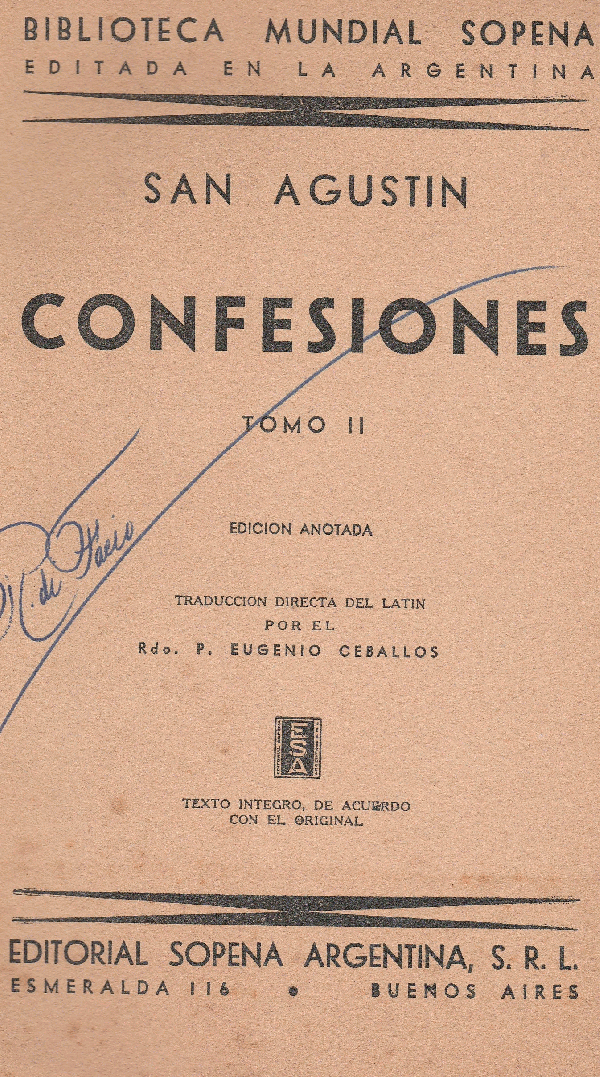 BIBLIOTECA MUNDIAL SOPENA
EDITADA EN LA ARGENTINA
SAN AGUSTIN
CONFESIONES
TOMO II
EDICION ANOTADA
TRADUCCION DIRECTA DEL LATIN
POR EL
Rdo. P. EUGENIO CEBALLOS
ESA
TEXTO INTEGRO, DE ACUERDO
CON EL ORIGINAL
EDITORIAL SOPENA ARGENTINA, S. R. L.
ESMERALDA 116 • BUENOS AIRES